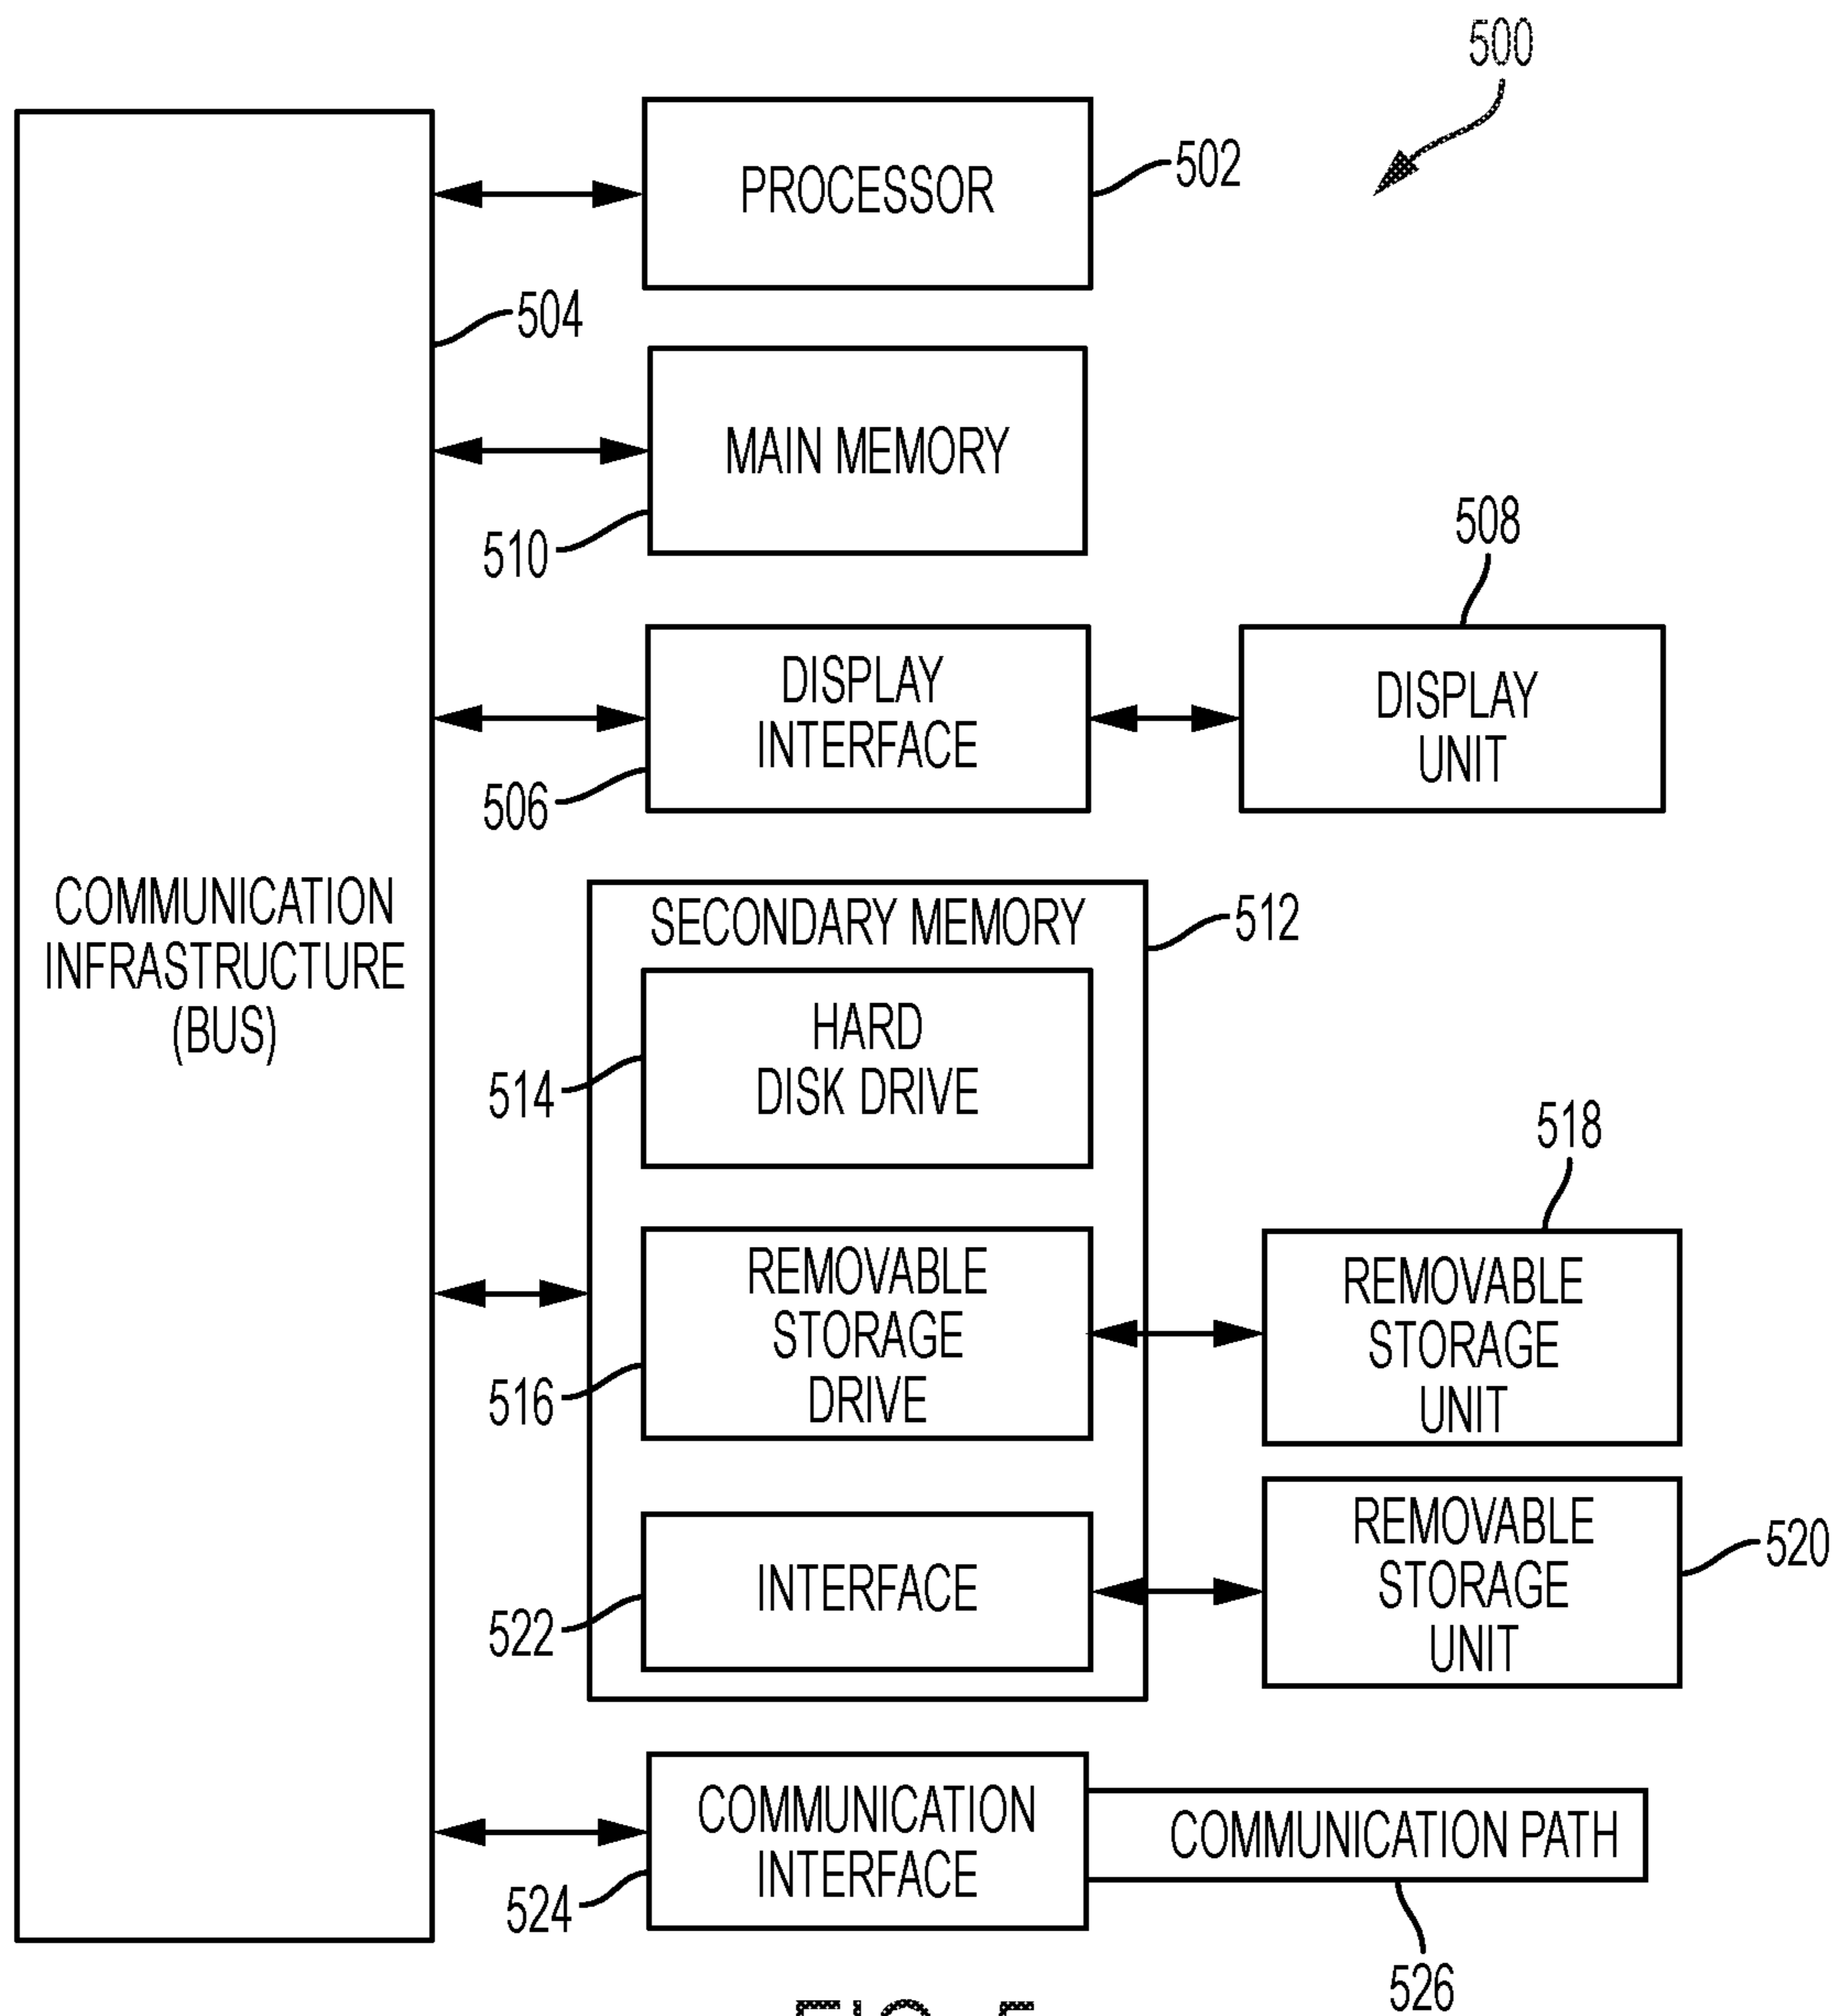 500
PROCESSOR
502
504
MAIN MEMORY
510
508
DISPLAY
INTERFACE
506
DISPLAY
UNIT
COMMUNICATION
INFRASTRUCTURE
(BUS)
SECONDARY MEMORY
512
HARD
DISK DRIVE
514
518
REMOVABLE
STORAGE
DRIVE
516
REMOVABLE
STORAGE
UNIT
INTERFACE
522
REMOVABLE
STORAGE
UNIT
520
COMMUNICATION
INTERFACE
524
COMMUNICATION PATH
526